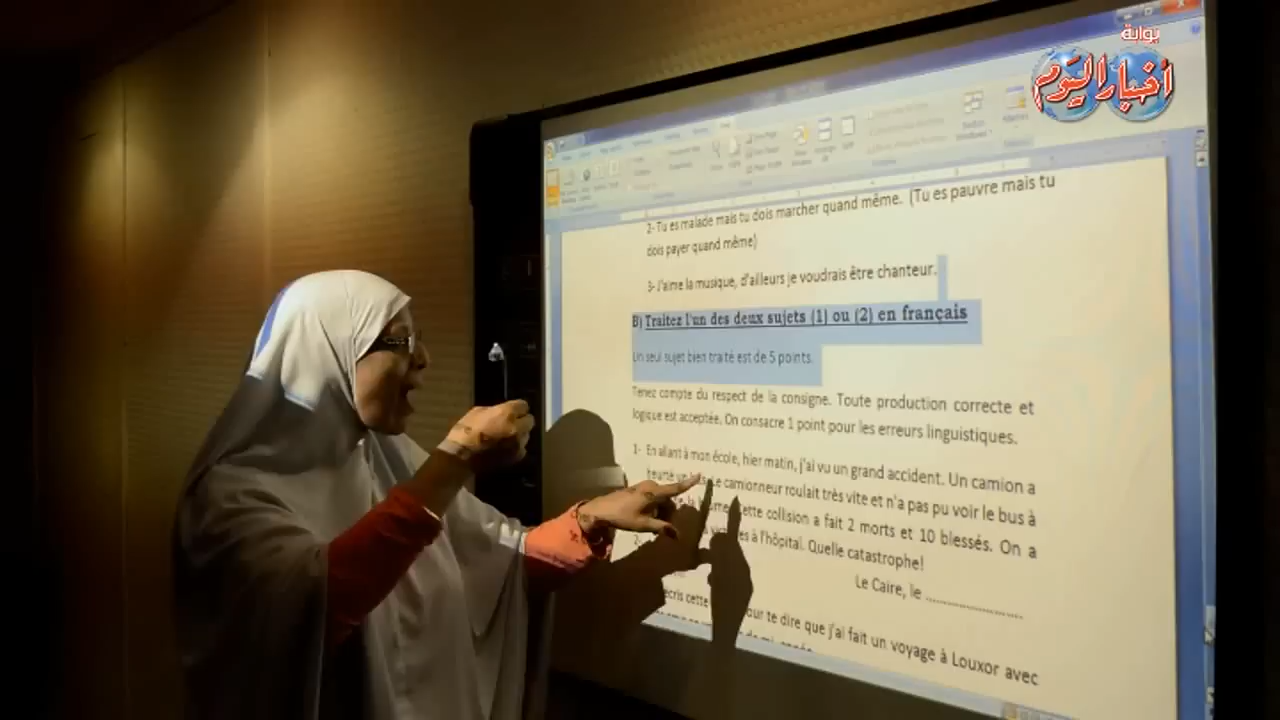 بوابة
أخبار اليوم
2- Tu es malade mais tu dois marcher quand même. (Tu es pauvre mais tu
dois payer quand même)
3- J'aime la musique, d'ailleurs je voudrais être chanteur.
B) Traitez l'un des deux sujets (1) ou (2) en français
Un seul sujet bien traité est de 5 points.
Tenez compte du respect de la consigne. Toute production correcte et
logique est acceptée. On consacre 1 point pour les erreurs linguistiques.
1- En allant à mon école, hier matin, j'ai vu un grand accident. Un camion a
heurté un Le camionneur roulait très vite et n'a pas pu voir le bus à
cette collision a fait 2 morts et 10 blessés. On a
à l'hôpital. Quelle catastrophe!
2-
Le Caire, le ......................
cette pour te dire que j'ai fait un voyage à Louxor avec